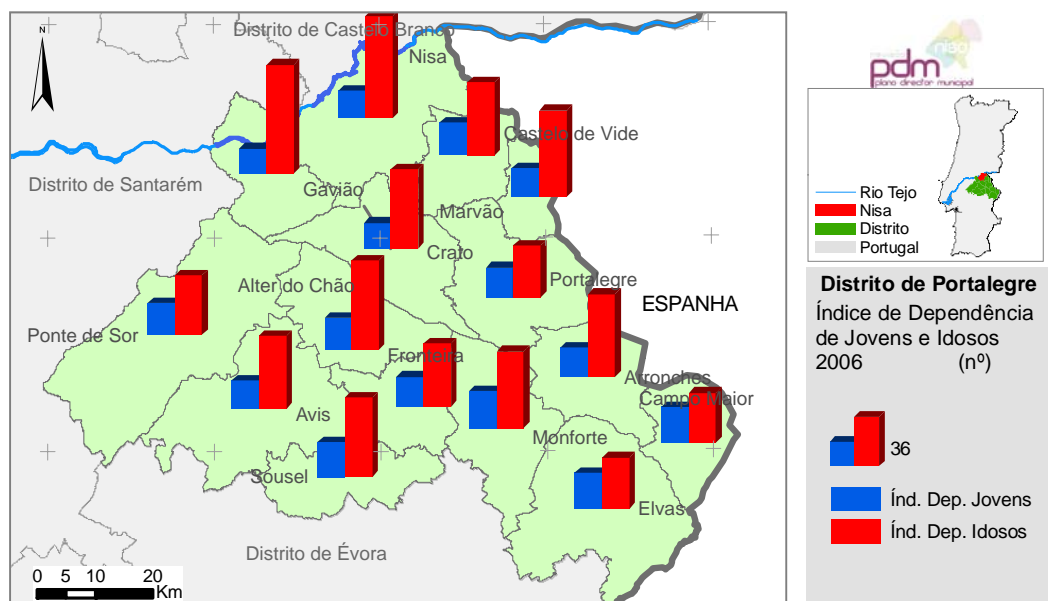 N
Distrito de Castelo Branco
Nisa
Castelo de Vide
Distrito de Santarém
Gavião
Marvão
Crato
Portalegre
Alter do Chão
ESPANHA
Ponte de Sor
Fronteira
Arronches
Campo Maior
Avis
Monforte
Sousel
Elvas
Distrito de Évora
0 5 10 20
Km
nisa
pdm
plano director municipal
Rio Tejo
Nisa
Distrito
Portugal
Distrito de Portalegre
Índice de Dependência
de Jovens e Idosos
2006 (nº)
36
Índ. Dep. Jovens
Índ. Dep. Idosos